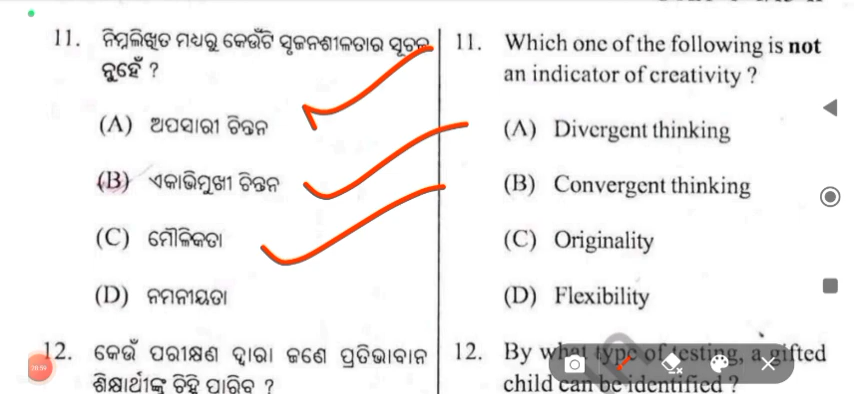 11. ନିମ୍ନଲିଖିତ ମଧ୍ୟରୁ କେଉଁଟି ସୃଜନଶୀଳତାର ସୂଚକ
ନୁହେଁ ?
(A) ଅପସାରୀ ଚିନ୍ତନ
(B) ଏକାଭିମୁଖୀ ଚିନ୍ତନ
(C) ମୌଳିକତା
(D) ନମନୀୟତା
12. କେଉଁ ପରୀକ୍ଷଣ ଦ୍ୱାରା ଜଣେ ପ୍ରତିଭାବାନ
ଶିକ୍ଷାର୍ଥୀଙ୍କୁ ଚିହ୍ନି ପାରିବ ?
11. Which one of the following is not
an indicator of creativity ?
(A) Divergent thinking
(B) Convergent thinking
(C) Originality
(D) Flexibility
12. By what type of testing, a gifted
child can be identified ?